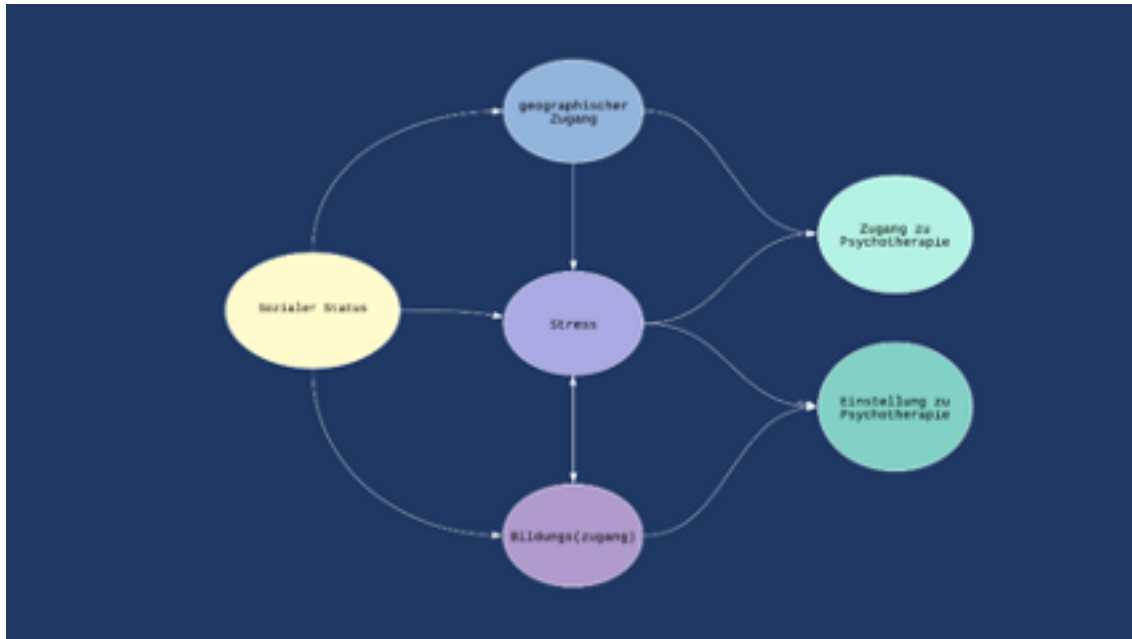 geographischer
Zugang
Zugang zu
Psychotherapie
Sozialer Status
Stress
Einstellung zu
Psychotherapie
Bildungs(zugang)